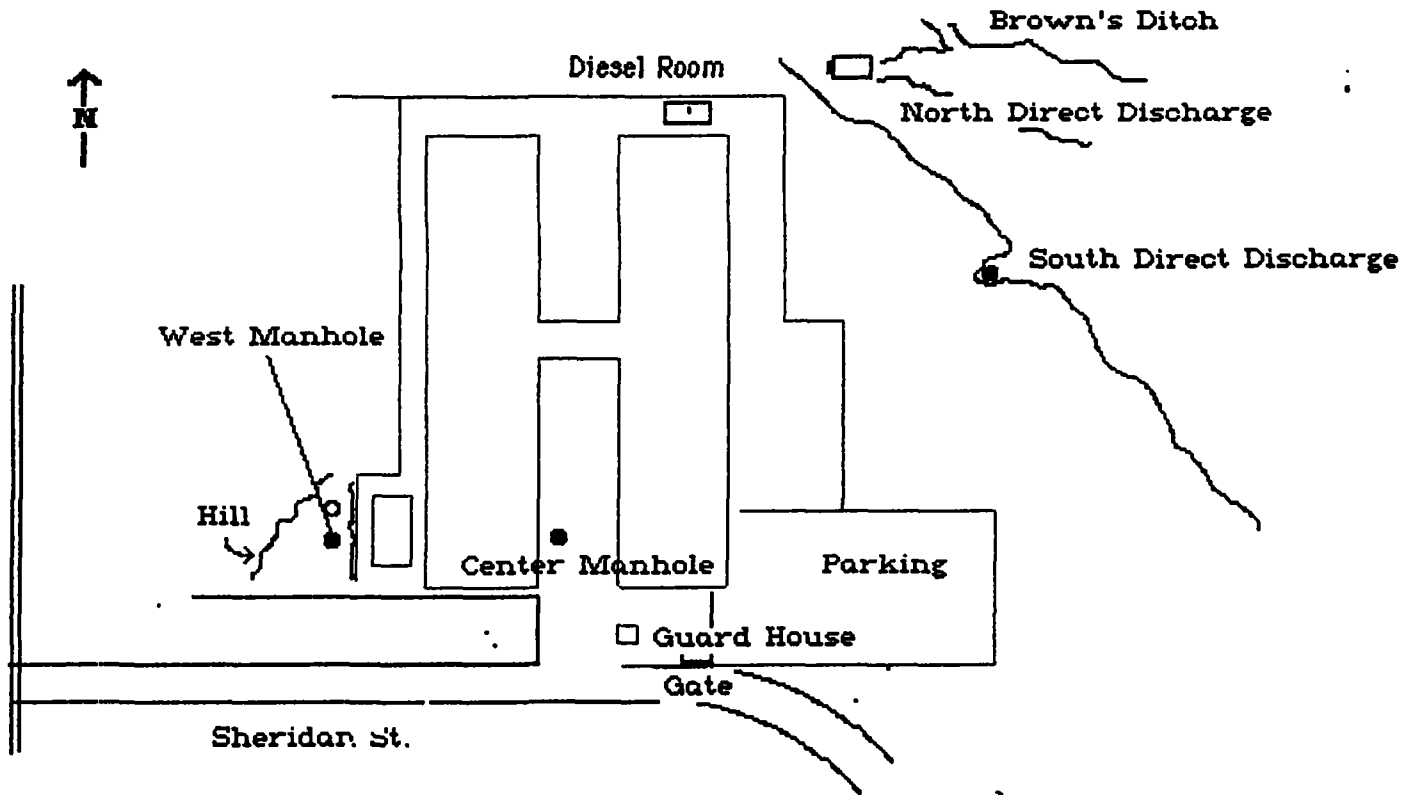 Brown's Ditch
Diesel Room
N
North Direct Discharge
South Direct Discharge
West Manhole
Hill
Center Manhole
Parking
Guard House
Gate
Sheridan St.